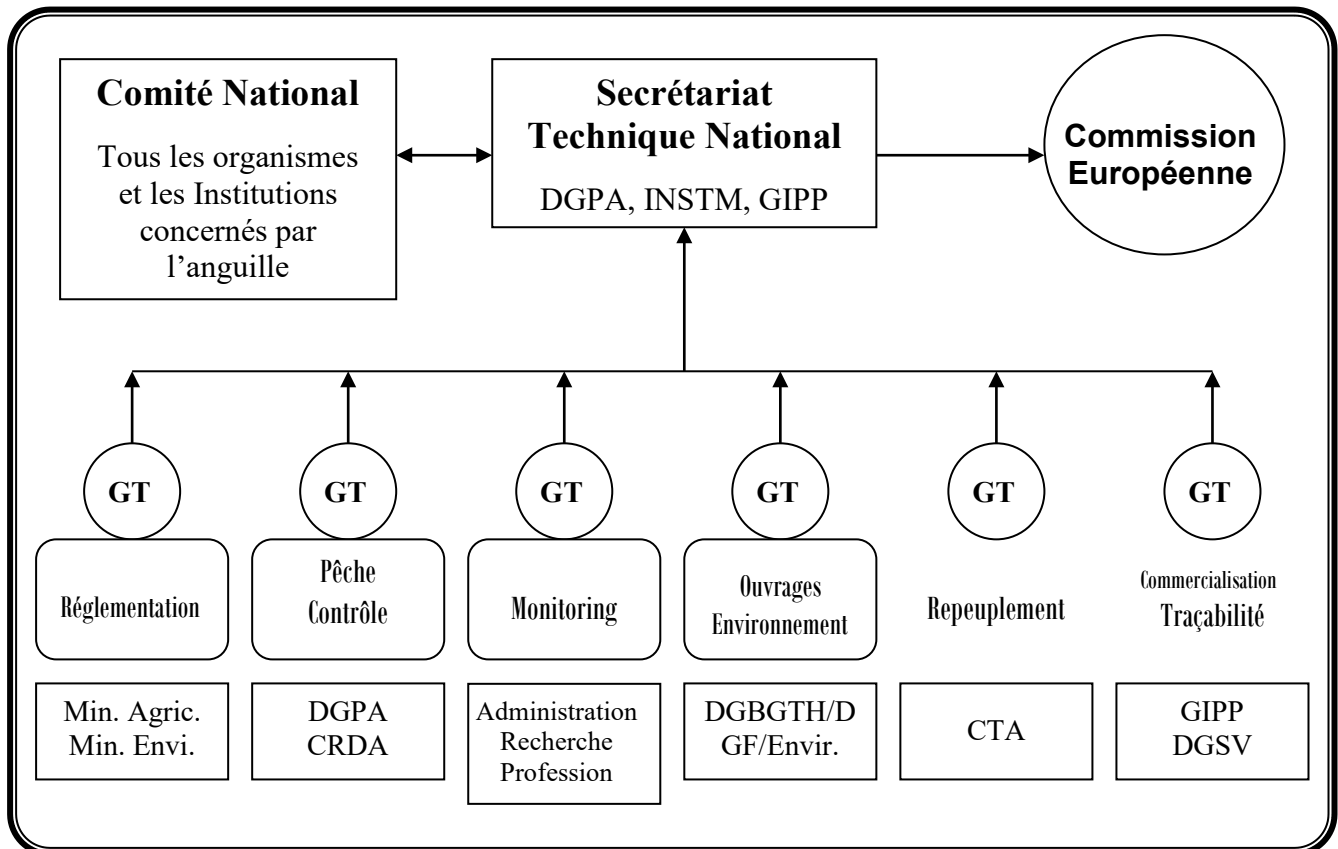 Comité National
Tous les organismes
et les Institutions
concernés par
l’anguille
Secrétariat
Technique National
DGPA, INSTM, GIPP
Commission
Européenne
GT
GT
GT
GT
GT
GT
Réglementation
Pêche
Contrôle
Monitoring
Ouvrages
Environnement
Repeuplement
Commercialisation
Traçabilité
Min. Agric.
Min. Envi.
DGPA
CRDA
Administration
Recherche
Profession
DGBGTH/D
GF/Envir.
CTA
GIPP
DGSV